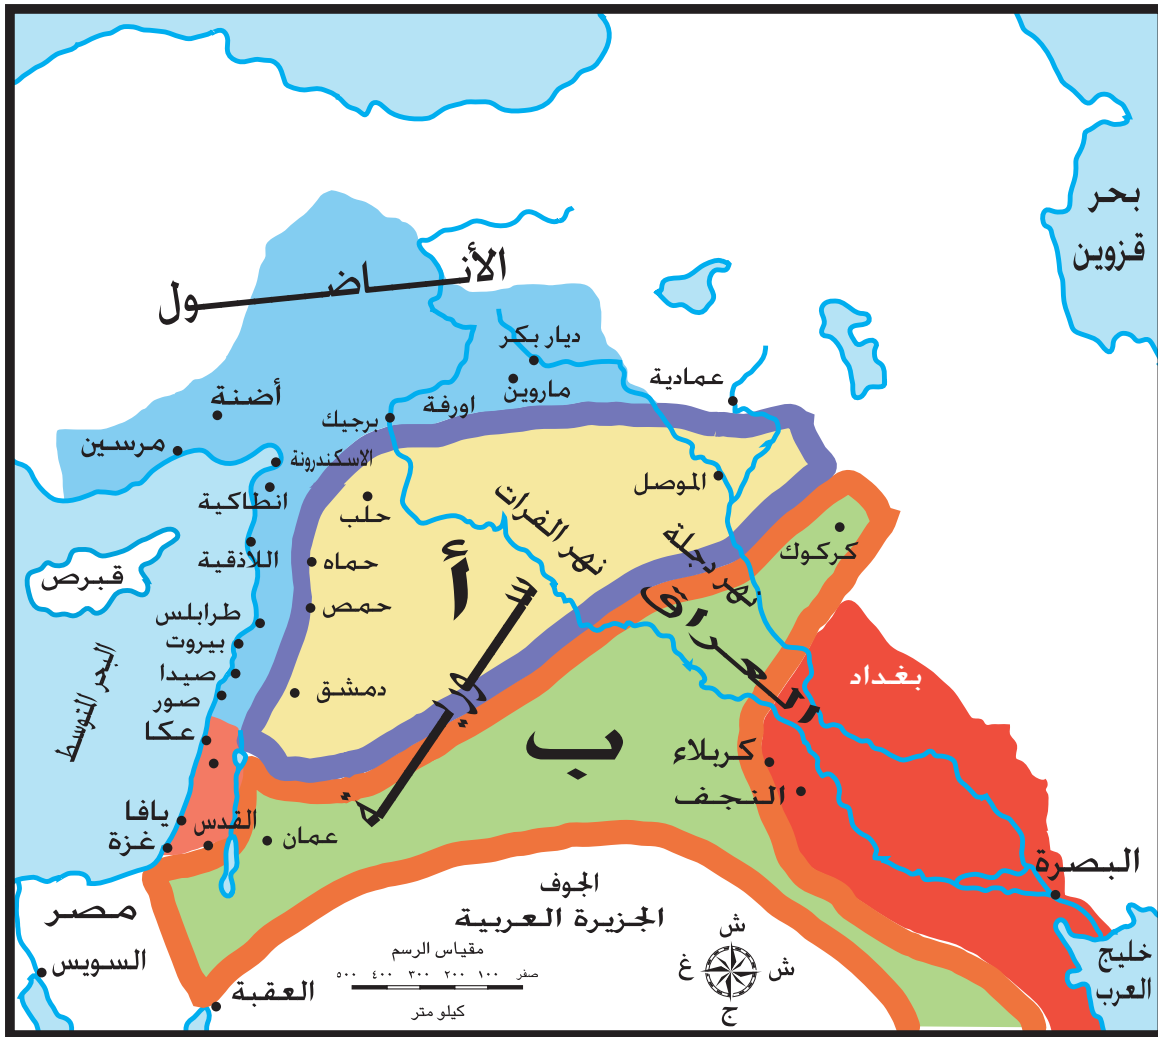 بحر
قزوين
الأنــاضــول
ديار بكر
ماروين
عمادية
أضنة
اورفة
برجيك
مرسين
الاسكندرونة
انطاكية
حلب
الموصل
نهر الفرات
نهر دجلة
كركوك
أ
حماه
اللاذقية
قبرص
حمص
طرابلس
بيروت
صيدا
صور
عكا
البحر المتوسط
دمشق
العراق
بغداد
ب
كربلاء
النجف
يافا
القدس
غزة
عمان
البصرة
الجوف
الجزيرة العربية
مصر
السويس
العقبة
مقياس الرسم
٥٠٠ ٤٠٠ ٣٠٠ ٢٠٠ ١٠٠ صفر
كيلو متر
ش
غ
ش
ج
خليج
العرب